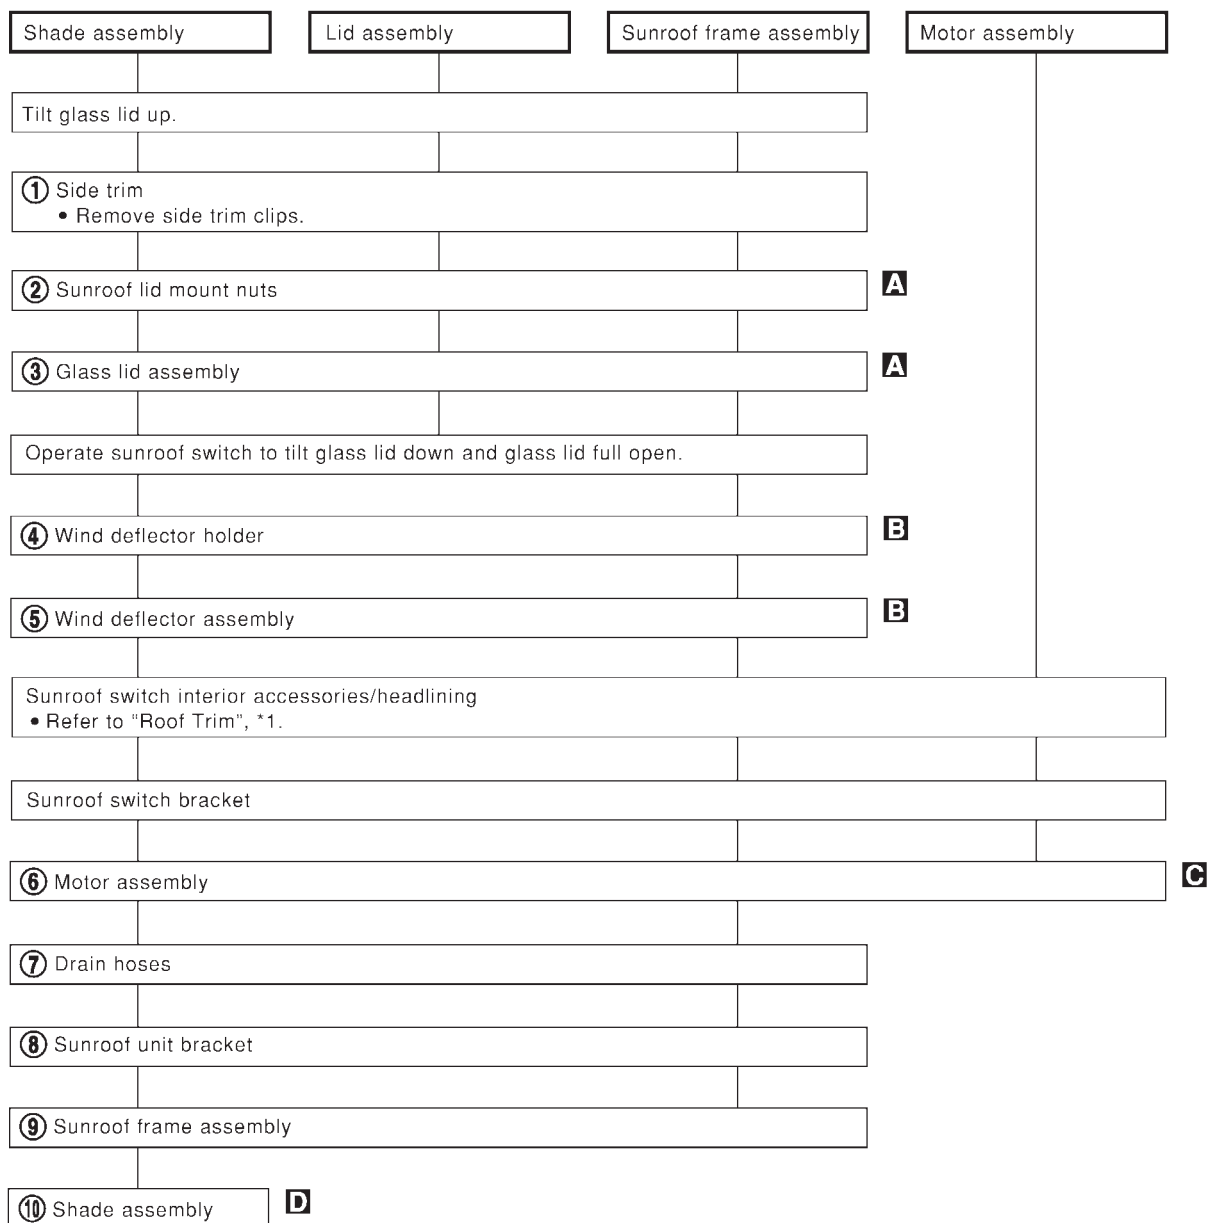 Shade assembly
Lid assembly
Sunroof frame assembly
Motor assembly
Tilt glass lid up.
① Side trim
• Remove side trim clips.
② Sunroof lid mount nuts
A
③ Glass lid assembly
A
Operate sunroof switch to tilt glass lid down and glass lid full open.
④ Wind deflector holder
B
⑤ Wind deflector assembly
B
Sunroof switch interior accessories/headlining
• Refer to “Roof Trim”, *1.
Sunroof switch bracket
⑥ Motor assembly
C
⑦ Drain hoses
⑧ Sunroof unit bracket
⑨ Sunroof frame assembly
⑩ Shade assembly
D